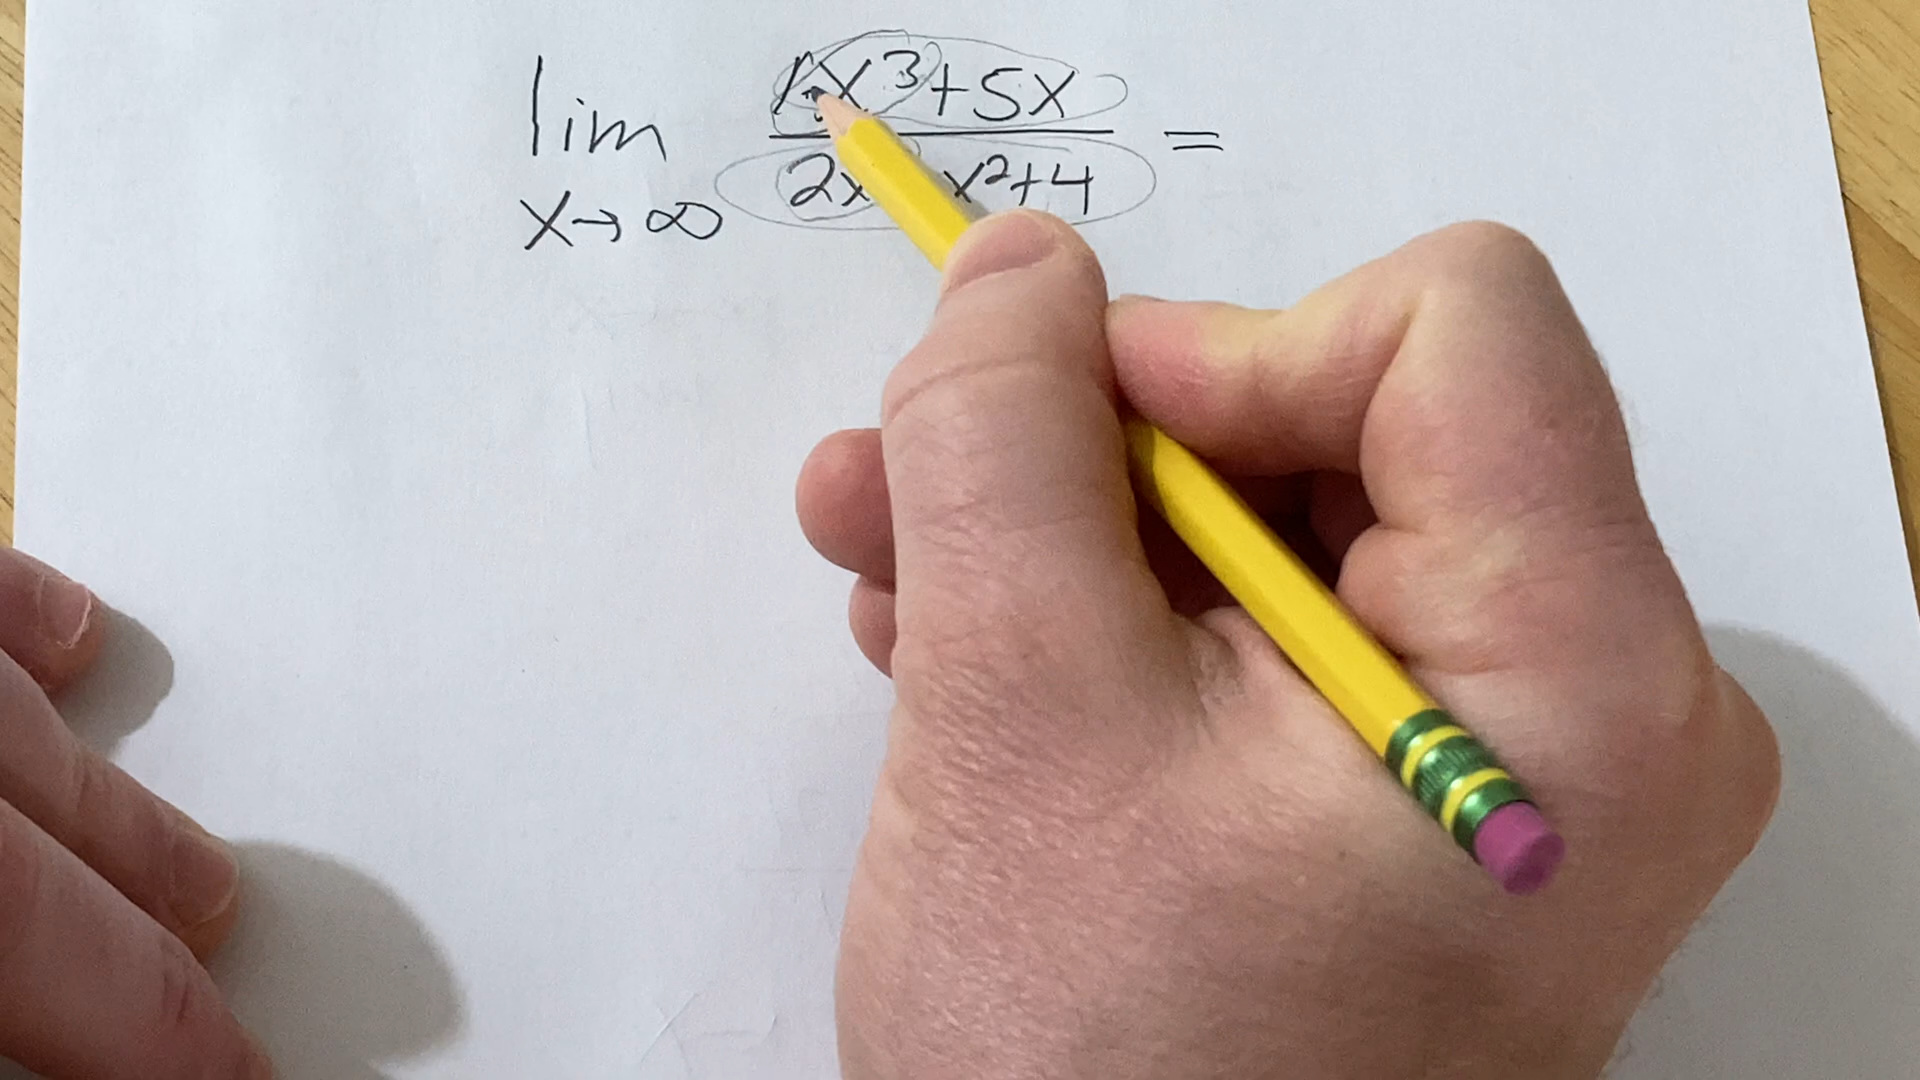 lim x→∞ 1x³+5x =
2x x²+4